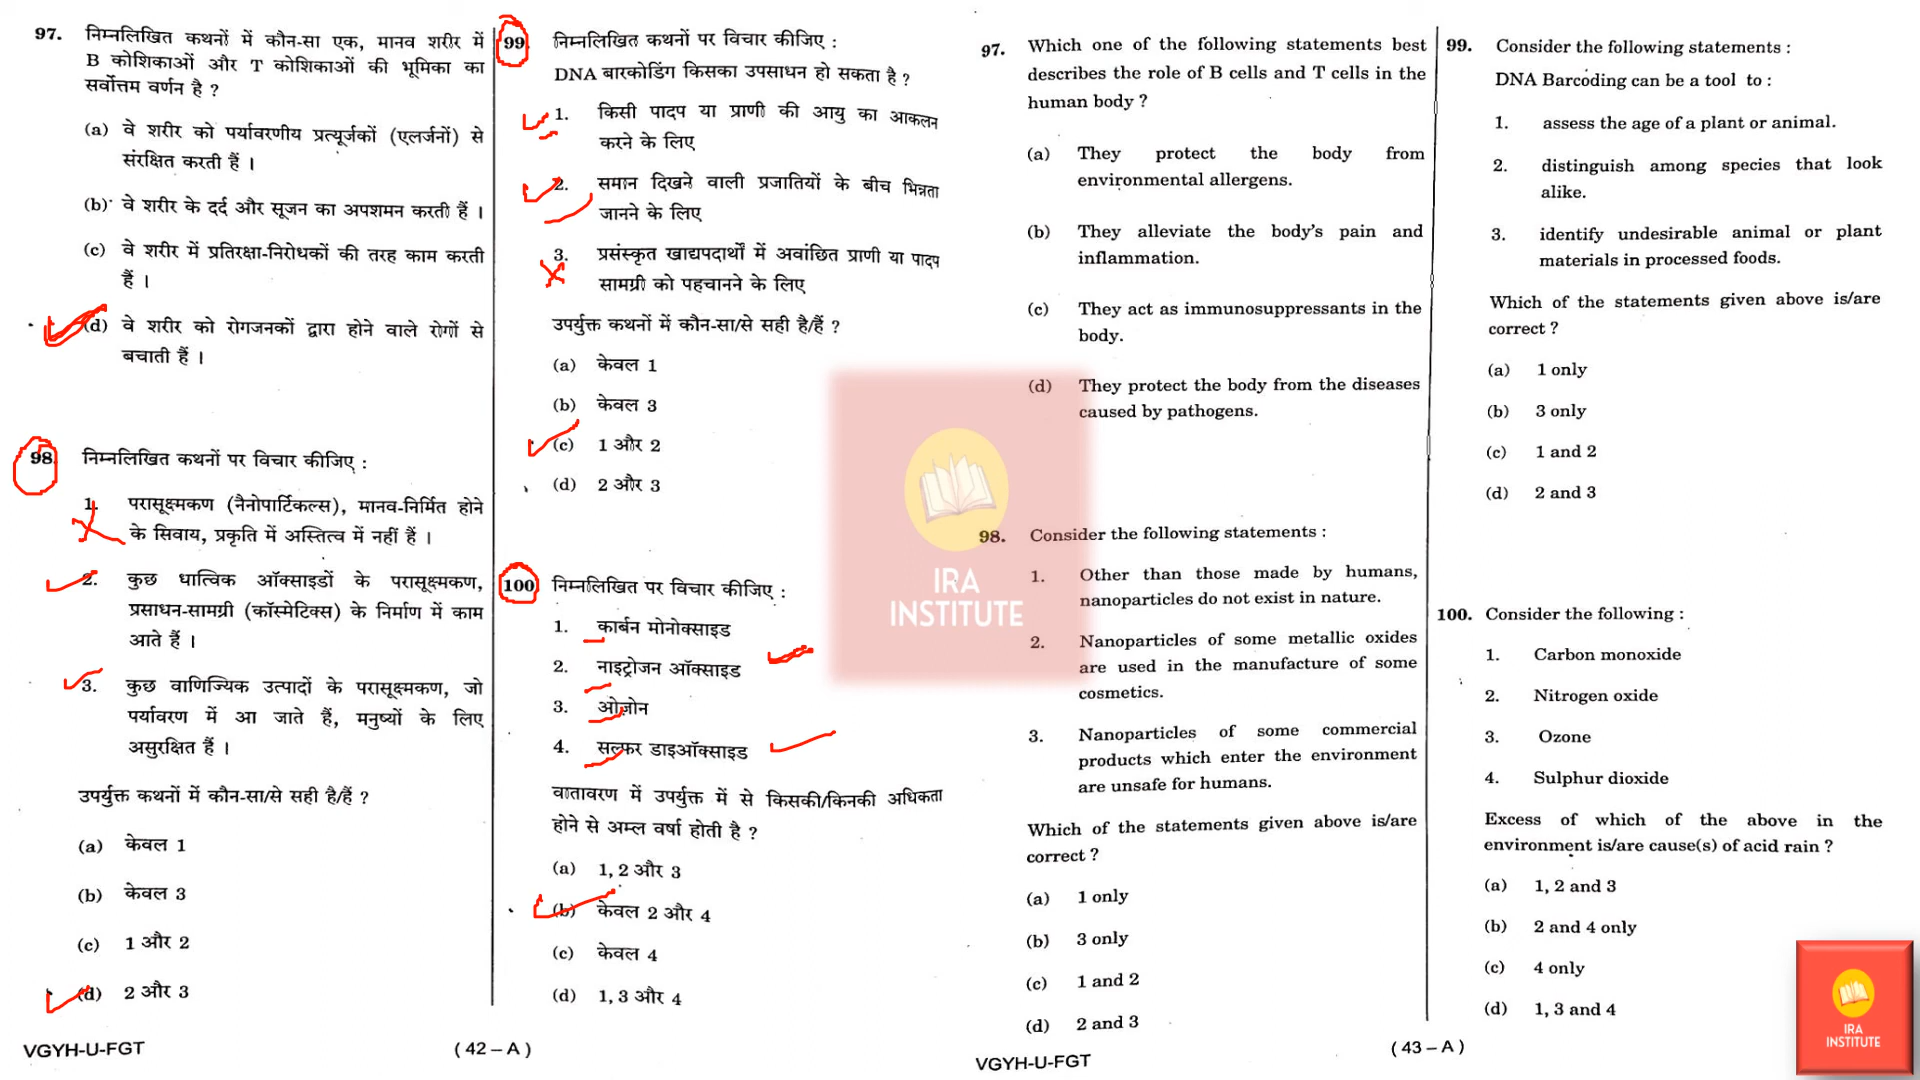 97. निम्नलिखित कथनों में कौन-सा एक, मानव शरीर में
B कोशिकाओं और T कोशिकाओं की भूमिका का
सर्वोत्तम वर्णन है ?
(a) वे शरीर को पर्यावरणीय प्रत्यूर्जकों (एलर्जनों) से
संरक्षित करती हैं ।
(b) वे शरीर के दर्द और सूजन का अपशमन करती हैं ।
(c) वे शरीर में प्रतिरक्षा-निरोधकों की तरह काम करती
हैं ।
(d) वे शरीर को रोगजनकों द्वारा होने वाले रोगों से
बचाती हैं ।
98. निम्नलिखित कथनों पर विचार कीजिए :
1. परासूक्ष्मकण (नैनोपार्टिकल्स), मानव-निर्मित होने
के सिवाय, प्रकृति में अस्तित्व में नहीं हैं ।
2. कुछ धात्विक ऑक्साइडों के परासूक्ष्मकण,
प्रसाधन-सामग्री (कॉस्मेटिक्स) के निर्माण में काम
आते हैं ।
3. कुछ वाणिज्यिक उत्पादों के परासूक्ष्मकण, जो
पर्यावरण में आ जाते हैं, मनुष्यों के लिए
असुरक्षित हैं ।
उपर्युक्त कथनों में कौन-सा/से सही है/हैं ?
(a) केवल 1
(b) केवल 3
(c) 1 और 2
(d) 2 और 3
VGYH-U-FGT
( 42 – A )
99. निम्नलिखित कथनों पर विचार कीजिए :
DNA बारकोडिंग किसका उपसाधन हो सकता है ?
1. किसी पादप या प्राणी की आयु का आकलन
करने के लिए
2. समान दिखने वाली प्रजातियों के बीच भिन्नता
जानने के लिए
3. प्रसंस्कृत खाद्यपदार्थों में अवांछित प्राणी या पादप
सामग्री को पहचानने के लिए
उपर्युक्त कथनों में कौन-सा/से सही है/हैं ?
(a) केवल 1
(b) केवल 3
(c) 1 और 2
(d) 2 और 3
100. निम्नलिखित पर विचार कीजिए :
1. कार्बन मोनोक्साइड
2. नाइट्रोजन ऑक्साइड
3. ओज़ोन
4. सल्फर डाइऑक्साइड
वातावरण में उपर्युक्त में से किसकी/किनकी अधिकता
होने से अम्ल वर्षा होती है ?
(a) 1, 2 और 3
(b) केवल 2 और 4
(c) केवल 4
(d) 1, 3 और 4
97. Which one of the following statements best
describes the role of B cells and T cells in the
human body ?
(a) They protect the body from
environmental allergens.
(b) They alleviate the body's pain and
inflammation.
(c) They act as immunosuppressants in the
body.
(d) They protect the body from the diseases
caused by pathogens.
98. Consider the following statements :
1. Other than those made by humans,
nanoparticles do not exist in nature.
2. Nanoparticles of some metallic oxides
are used in the manufacture of some
cosmetics.
3. Nanoparticles of some commercial
products which enter the environment
are unsafe for humans.
Which of the statements given above is/are
correct ?
(a) 1 only
(b) 3 only
(c) 1 and 2
(d) 2 and 3
VGYH-U-FGT
( 43 – A )
99. Consider the following statements :
DNA Barcoding can be a tool to :
1. assess the age of a plant or animal.
2. distinguish among species that look
alike.
3. identify undesirable animal or plant
materials in processed foods.
Which of the statements given above is/are
correct ?
(a) 1 only
(b) 3 only
(c) 1 and 2
(d) 2 and 3
100. Consider the following :
1. Carbon monoxide
2. Nitrogen oxide
3. Ozone
4. Sulphur dioxide
Excess of which of the above in the
environment is/are cause(s) of acid rain ?
(a) 1, 2 and 3
(b) 2 and 4 only
(c) 4 only
(d) 1, 3 and 4
IRA
INSTITUTE
IRA
INSTITUTE